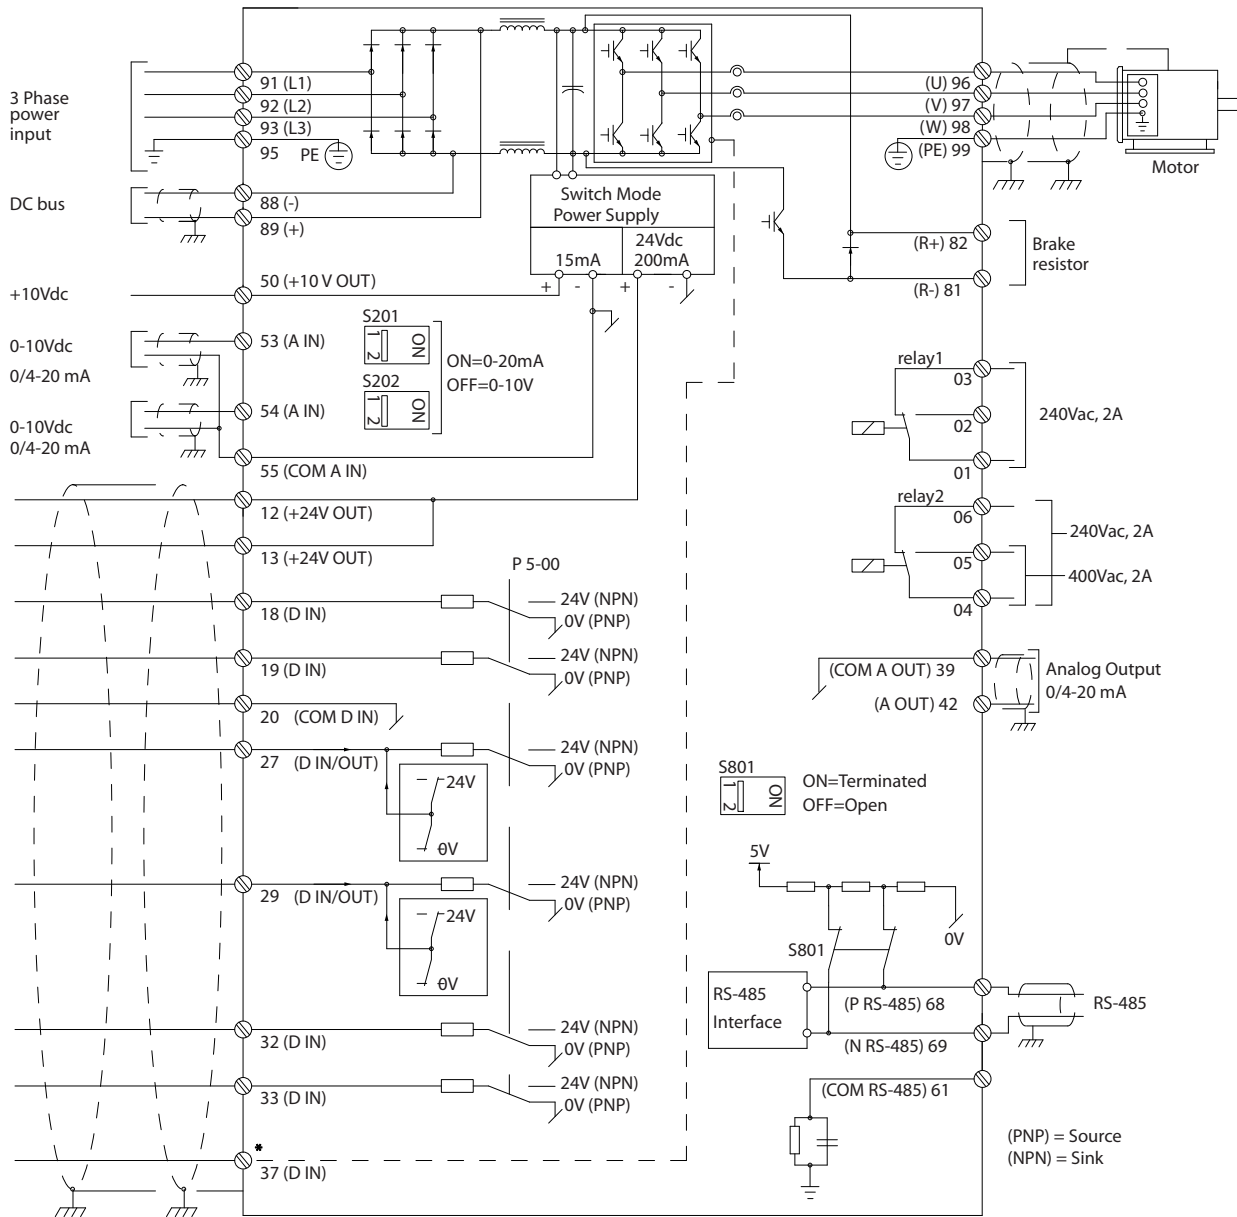 3 Phase
power
input
91 (L1)
92 (L2)
93 (L3)
95 PE
DC bus
88 (-)
89 (+)
+10Vdc
50 (+10 V OUT)
0-10Vdc
0/4-20 mA
53 (A IN)
0-10Vdc
0/4-20 mA
54 (A IN)
55 (COM A IN)
12 (+24V OUT)
13 (+24V OUT)
18 (D IN)
19 (D IN)
20 (COM D IN)
27 (D IN/OUT)
29 (D IN/OUT)
32 (D IN)
33 (D IN)
*
37 (D IN)
S201
1 2 ON
S202
1 2 ON
ON=0-20mA
OFF=0-10V
Switch Mode
Power Supply
15mA
24Vdc
200mA
+ - + -
P 5-00
24V (NPN)
0V (PNP)
24V (NPN)
0V (PNP)
24V (NPN)
0V (PNP)
24V
0V
24V (NPN)
0V (PNP)
24V
0V
24V (NPN)
0V (PNP)
24V (NPN)
0V (PNP)
(U) 96
(V) 97
(W) 98
(PE) 99
Motor
(R+) 82
(R-) 81
Brake
resistor
relay1
03
02
01
240Vac, 2A
relay2
06
05
04
240Vac, 2A
400Vac, 2A
(COM A OUT) 39
(A OUT) 42
Analog Output
0/4-20 mA
S801
1 2 ON
ON=Terminated
OFF=Open
5V
0V
S801
RS-485
Interface
(P RS-485) 68
(N RS-485) 69
(COM RS-485) 61
RS-485
(PNP) = Source
(NPN) = Sink